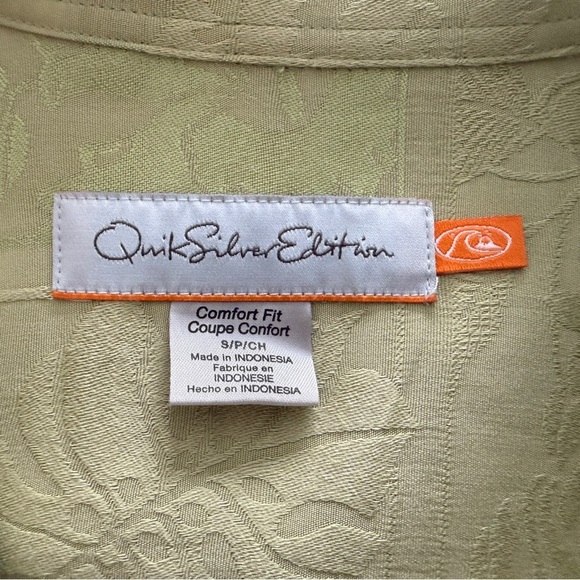 QuikSilverEdition
Comfort Fit
Coupe Confort
S/P/CH
Made in INDONESIA
Fabrique en
INDONESIE
Hecho en INDONESIA